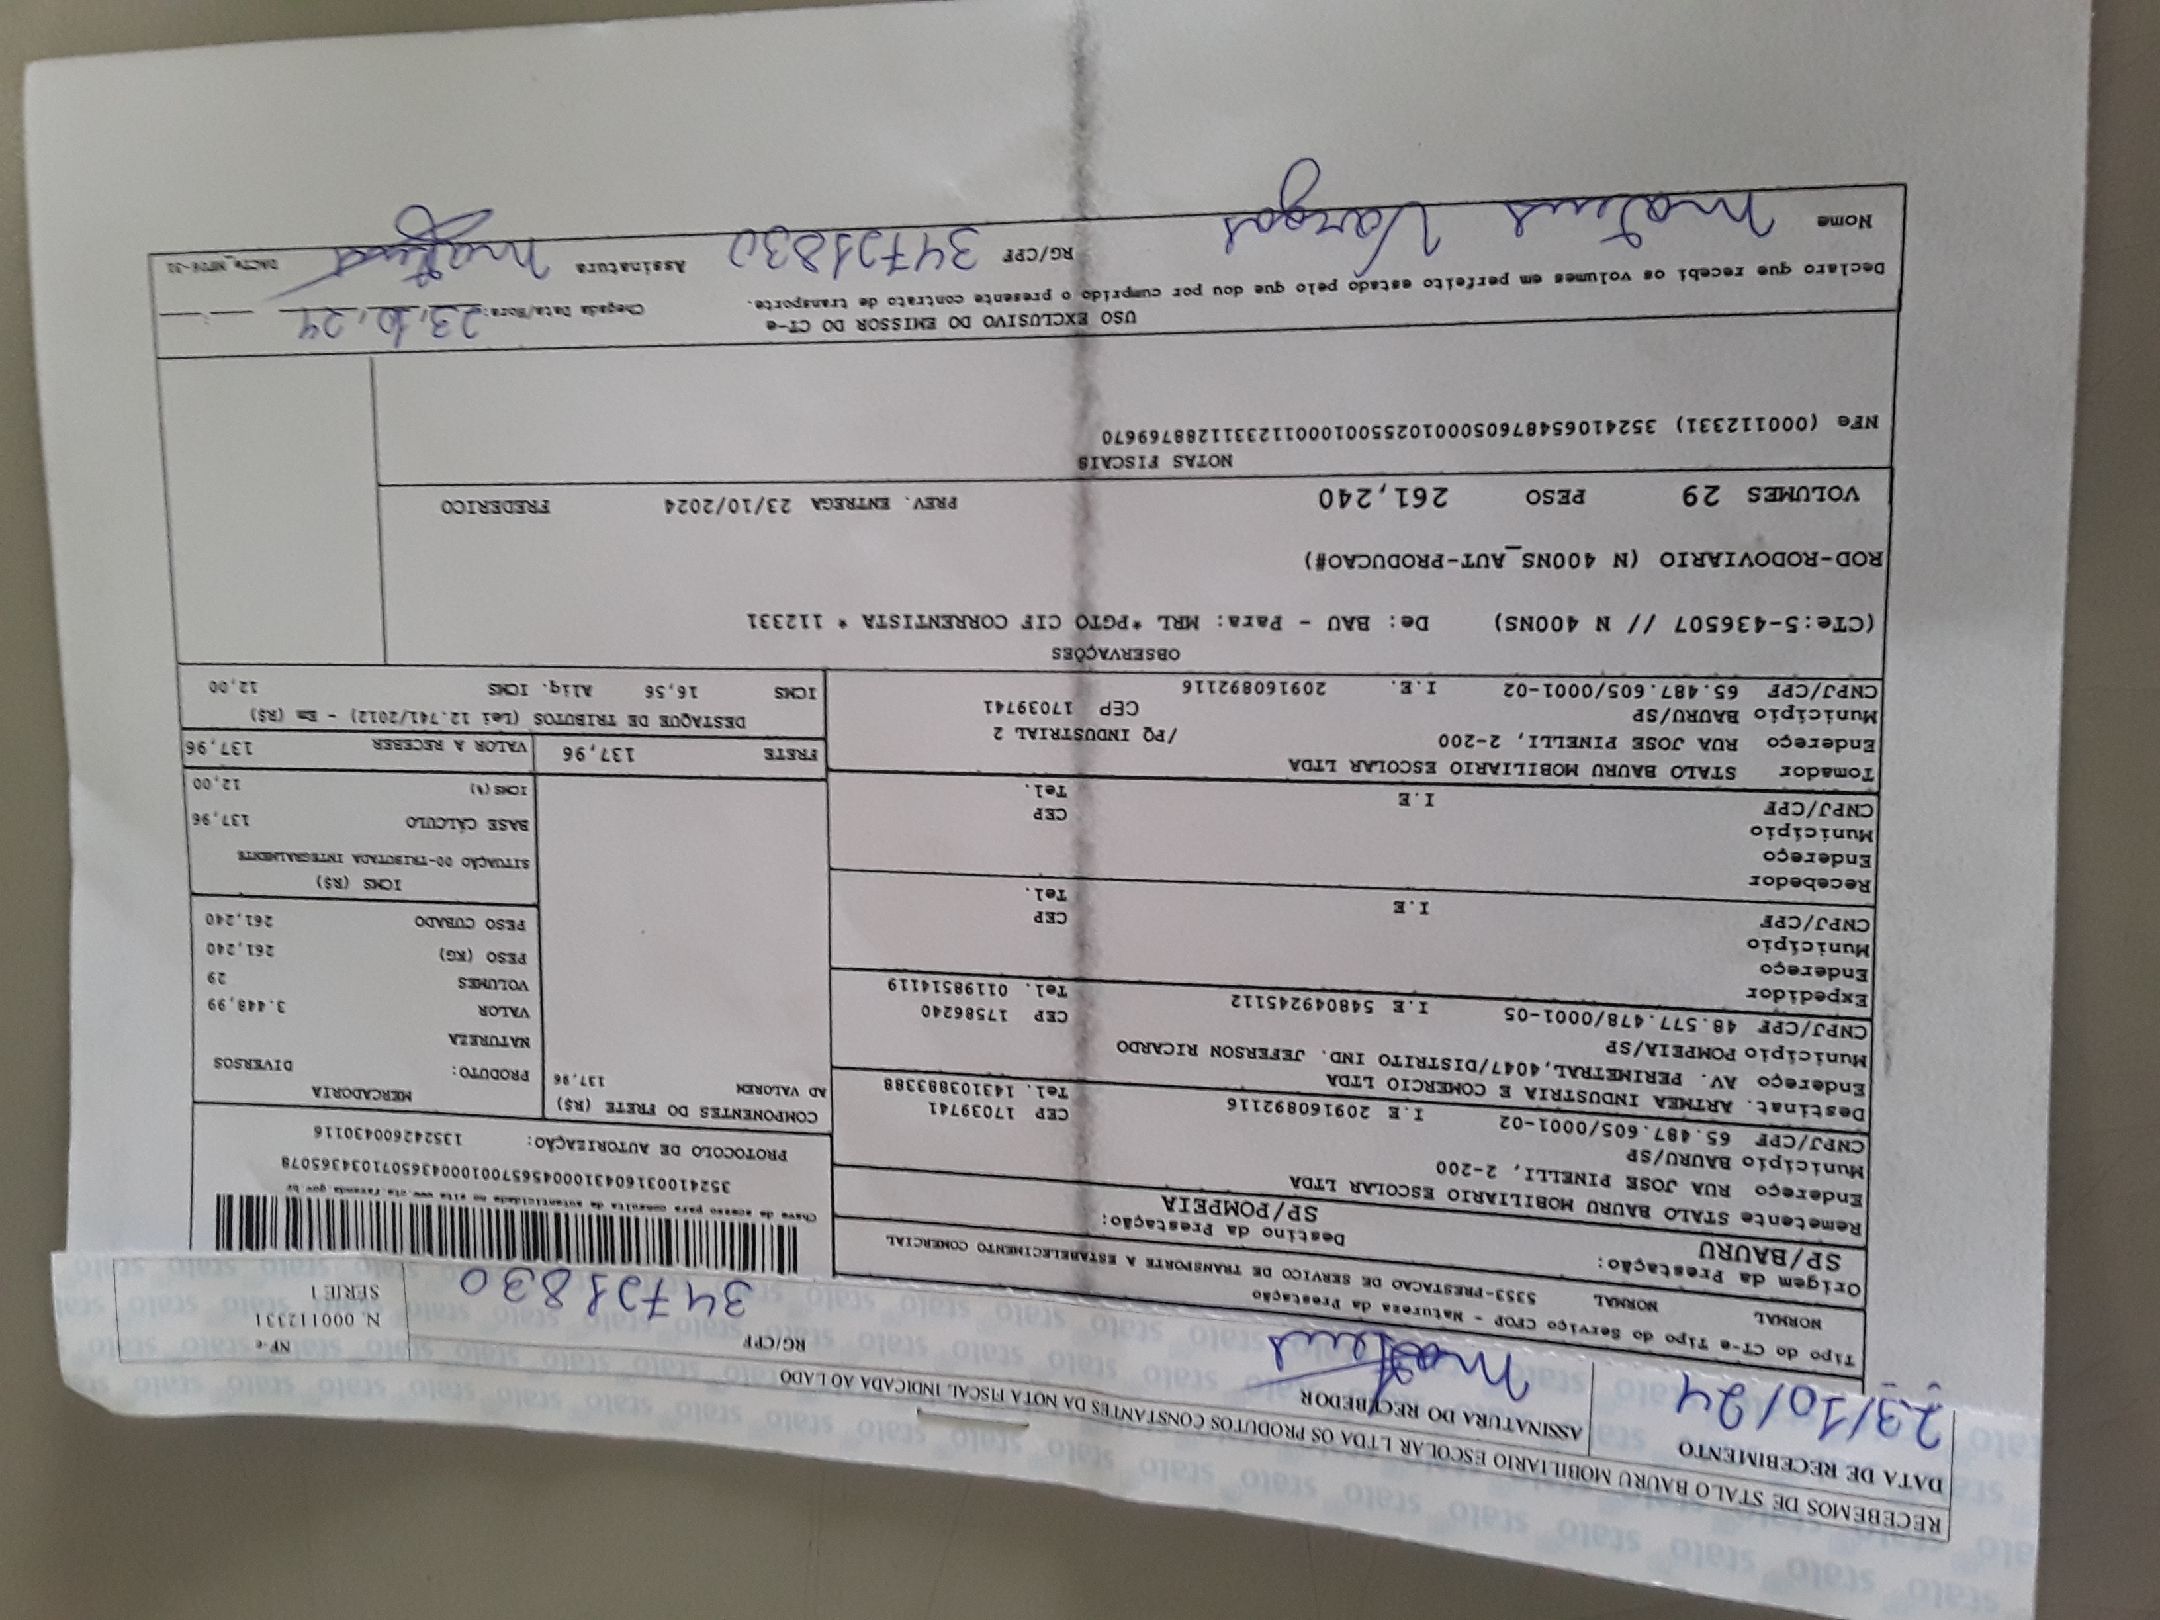 RECEBEMOS DE STALO BAURU MOBILIARIO ESCOLAR LTDA OS PRODUTOS CONSTANTES DA NOTA FISCAL INDICADA AO LADO
DATA DE RECEBIMENTO
23/10/24
ASSINATURA DO RECEBEDOR
Mateus
RG/CPF
NF-e
N. 000112331
SERIE 1
Tipo do CT-e Tipo do Serviço CFOP - Natureza da Prestação
NORMAL NORMAL 5353-PRESTACAO DE SERVICO DE TRANSPORTE A ESTABELECIMENTO COMERCIAL
Origem da Prestação: Destino da Prestação:
SP/BAURU SP/POMPEIA
Remetente STALO BAURU MOBILIARIO ESCOLAR LTDA
Endereço RUA JOSE PINELLI, 2-200
Município BAURU/SP CEP 17039741
CNPJ/CPF 65.487.605/0001-02 I.E 209160892116 Tel. 14310383388
Destinat. ARTMEA INDUSTRIA E COMERCIO LTDA
Endereço AV. PERIMETRAL,4047/DISTRITO IND. JEFERSON RICARDO
Município POMPEIA/SP CEP 17586240
CNPJ/CPF 48.577.478/0001-05 I.E 548049245112 Tel. 01198514119
Expedidor
Endereço
Município CEP
CNPJ/CPF I.E Tel.
Recebedor
Endereço
Município CEP
CNPJ/CPF I.E Tel.
Tomador STALO BAURU MOBILIARIO ESCOLAR LTDA
Endereço RUA JOSE PINELLI, 2-200 /PQ INDUSTRIAL 2
Município BAURU/SP CEP 17039741
CNPJ/CPF 65.487.605/0001-02 I.E. 209160892116
Chave de acesso para consulta de autenticidade no site www.cte.fazenda.gov.br
PROTOCOLO DE AUTORIZAÇÃO: 135242600430116
COMPONENTES DO FRETE (R$)
AD VALOREM 137,96
MERCADORIA
PRODUTO: DIVERSOS
NATUREZA
VALOR 3.448,99
VOLUMES 29
PESO (KG) 261,240
PESO CUBADO 261,240
ICMS (R$)
SITUAÇÃO 00-TRIBUTADA INTEGRALMENTE
BASE CÁLCULO 137,96
ICMS(%) 12,00
FRETE 137,96 VALOR A RECEBER 137,96
DESTAQUE DE TRIBUTOS (Lei 12.741/2012) - Em (R$)
ICMS 16,56 Aliq. ICMS 12,00
OBSERVAÇÕES
(CTe:5-436507 // N 400NS) De: BAU - Para: MRL *PGTO CIF CORRENTISTA * 112331
ROD-RODOVIARIO (N 400NS_AUT-PRODUCAO#)
VOLUMES 29 PESO 261,240 PREV. ENTREGA 23/10/2024 FREDERICO
NOTAS FISCAIS
NFe (000112331) 35241065487605000102550010001123311288769670
USO EXCLUSIVO DO EMISSOR DO CT-e
Chegada Data/Hora: 23.10.24
Declaro que recebi os volumes em perfeito estado pelo que dou por cumprido o presente contrato de transporte.
Nome Mateus Vargas RG/CPF Assinatura Mateus